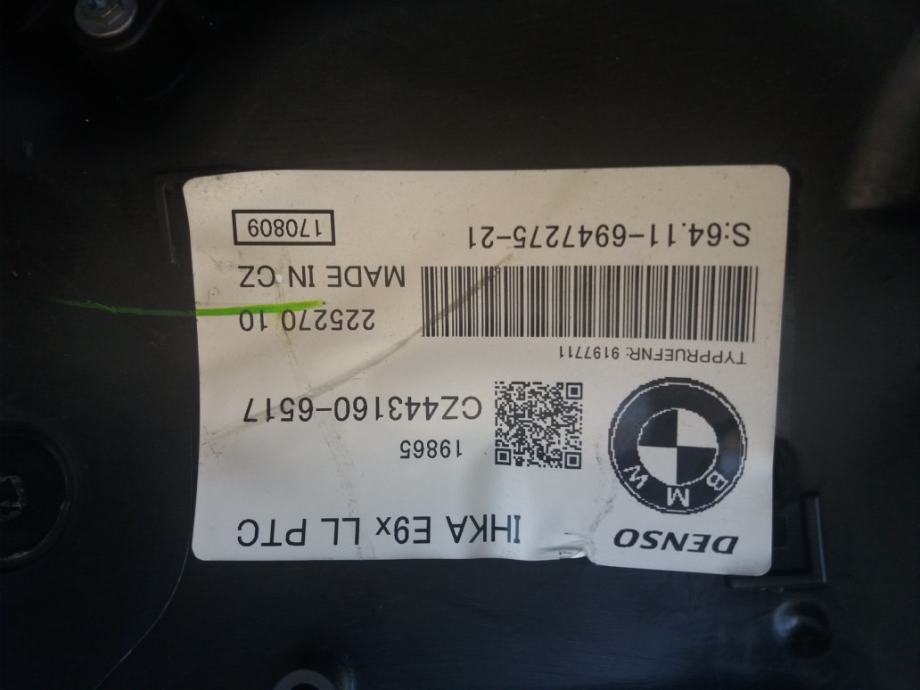 DENSO
IHKA E9x LL PTC
BMW
19865
CZ443160-6517
TYPPRUEFNR: 9197711
225270 10
MADE IN CZ
S:64.11-6947275-21
170809